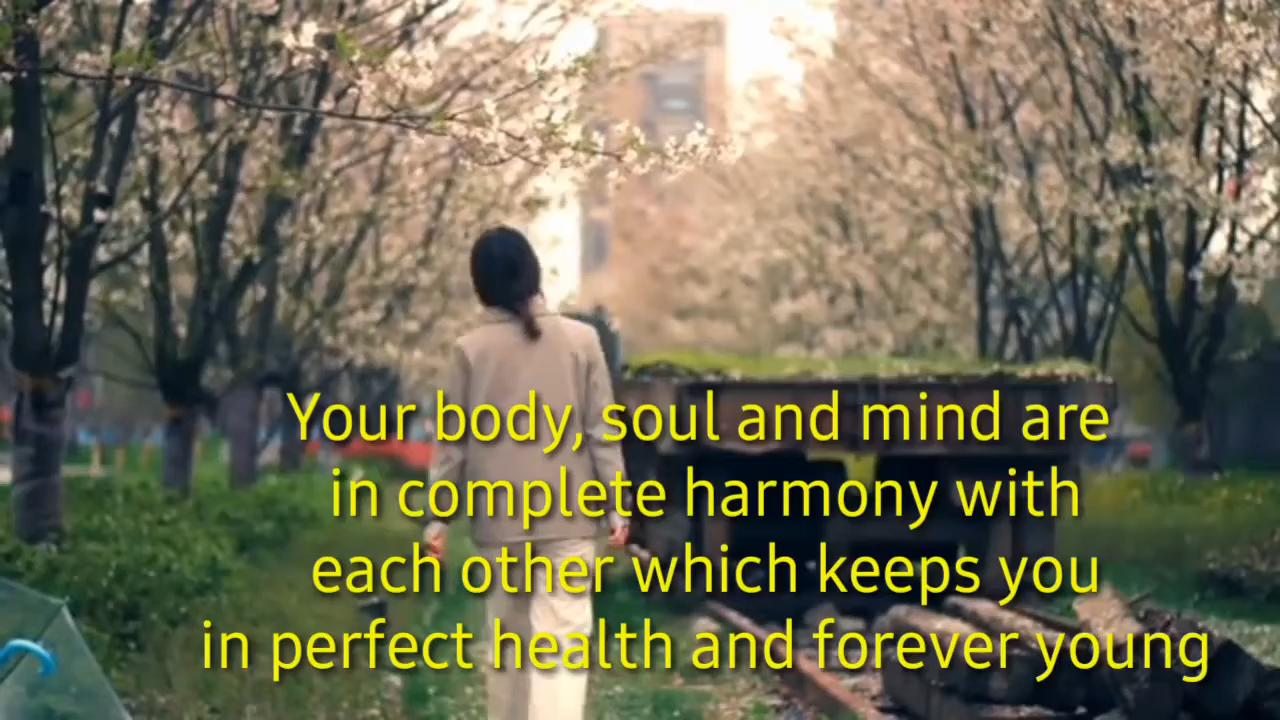 Your body, soul and mind are
in complete harmony with
each other which keeps you
in perfect health and forever young